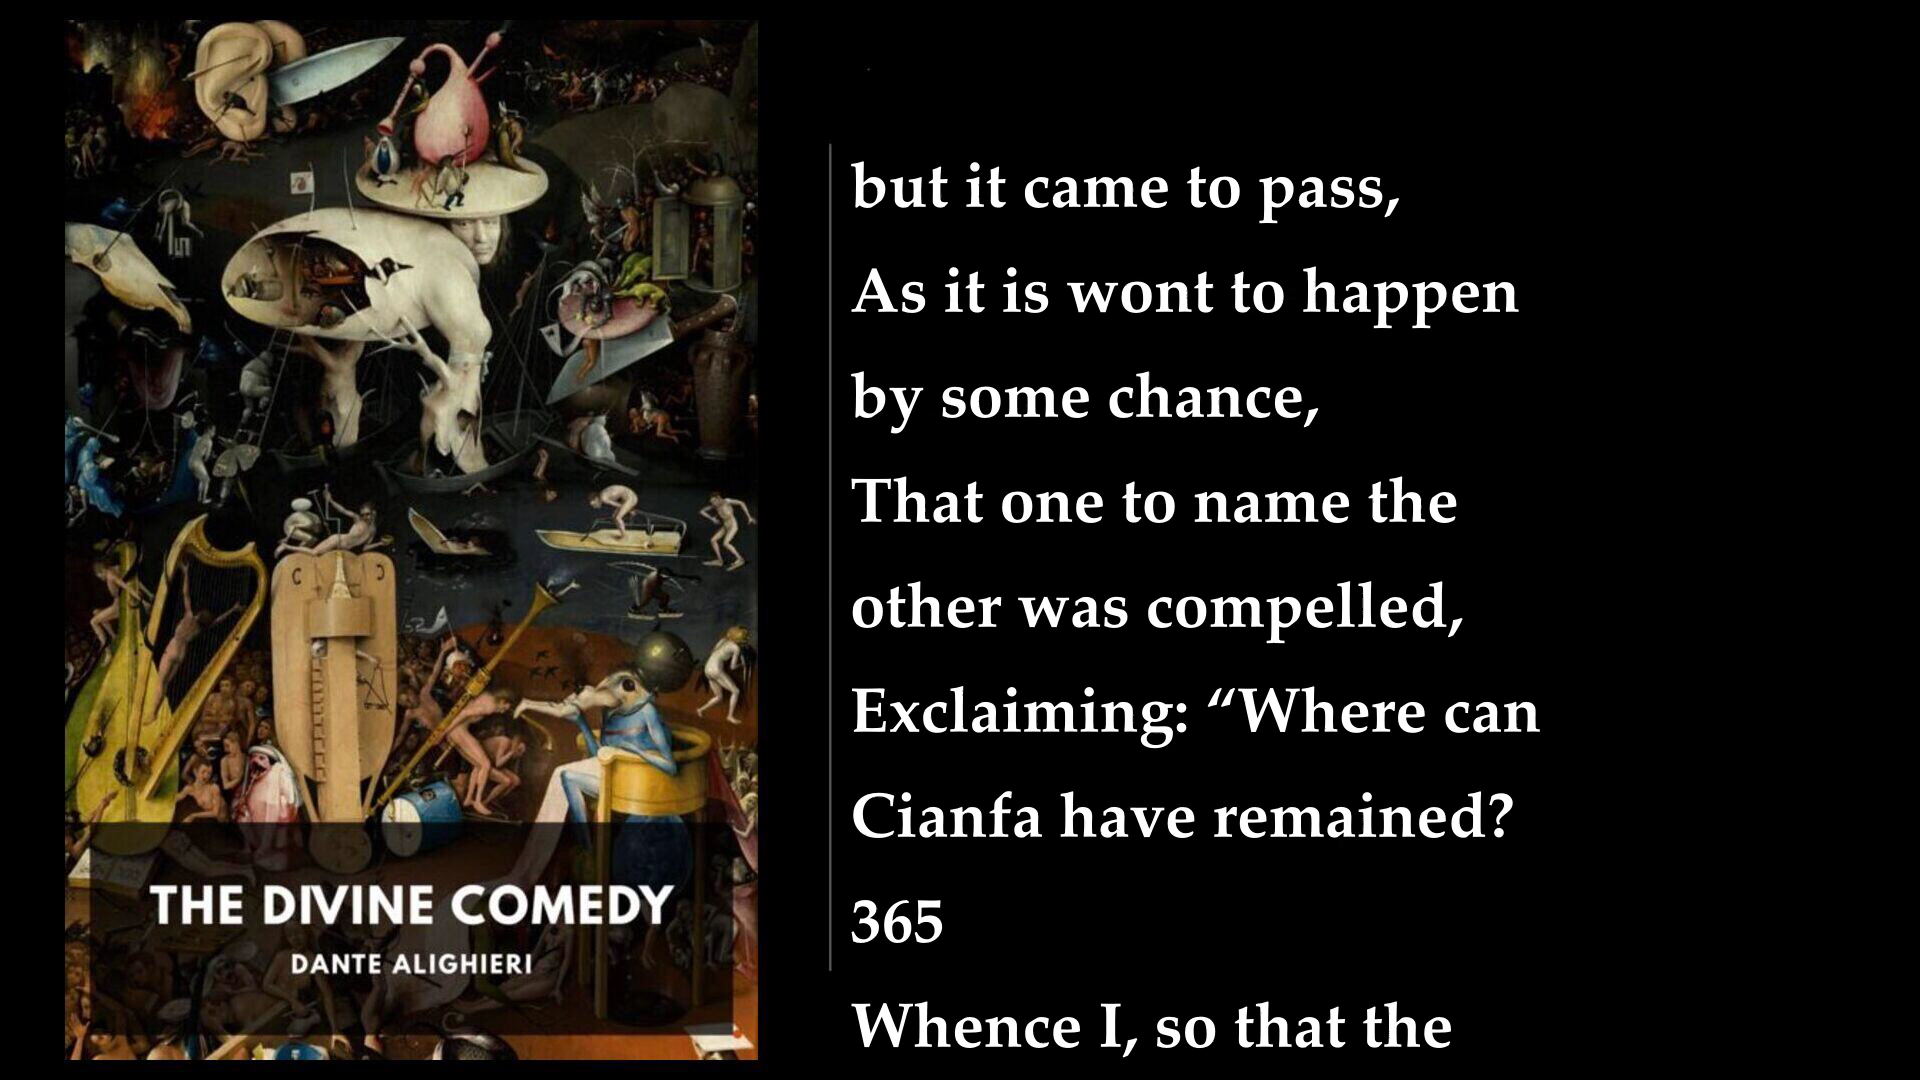 THE DIVINE COMEDY
DANTE ALIGHIERI
but it came to pass,
As it is wont to happen
by some chance,
That one to name the
other was compelled,
Exclaiming: “Where can
Cianfa have remained?
365
Whence I, so that the